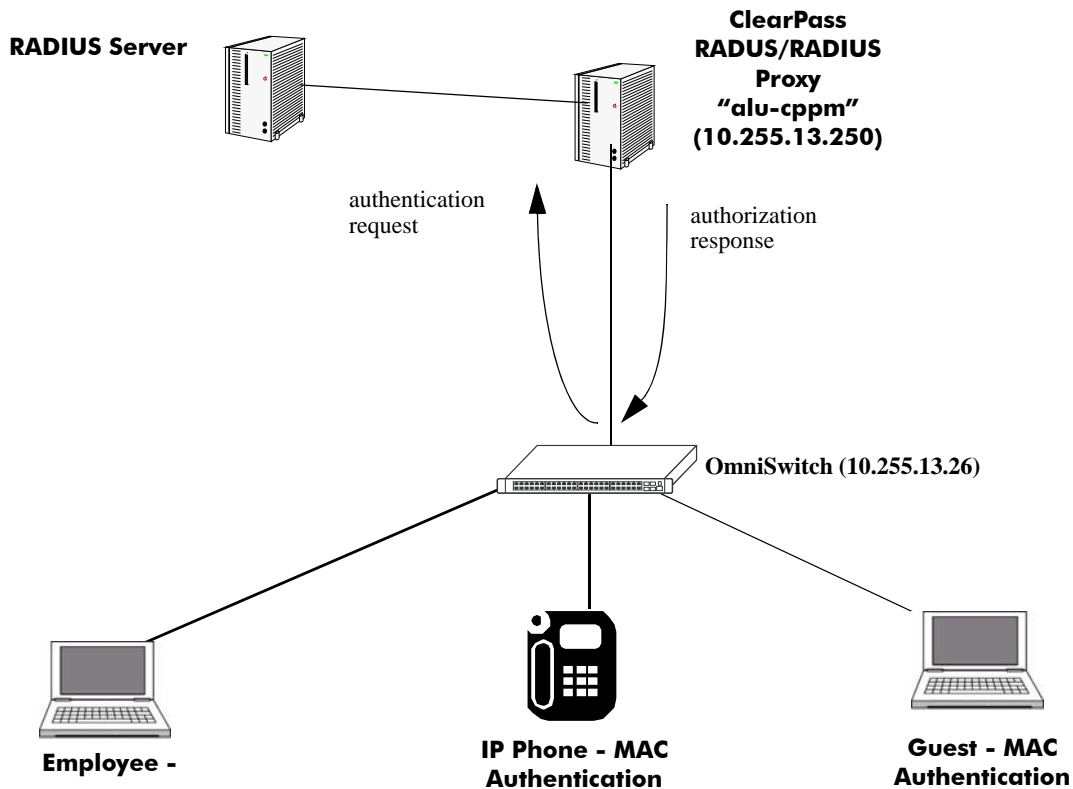 RADIUS Server
ClearPass
RADUS/RADIUS
Proxy
“alu-cppm”
(10.255.13.250)
authentication
request
authorization
response
OmniSwitch (10.255.13.26)
Employee -
IP Phone - MAC
Authentication
Guest - MAC
Authentication